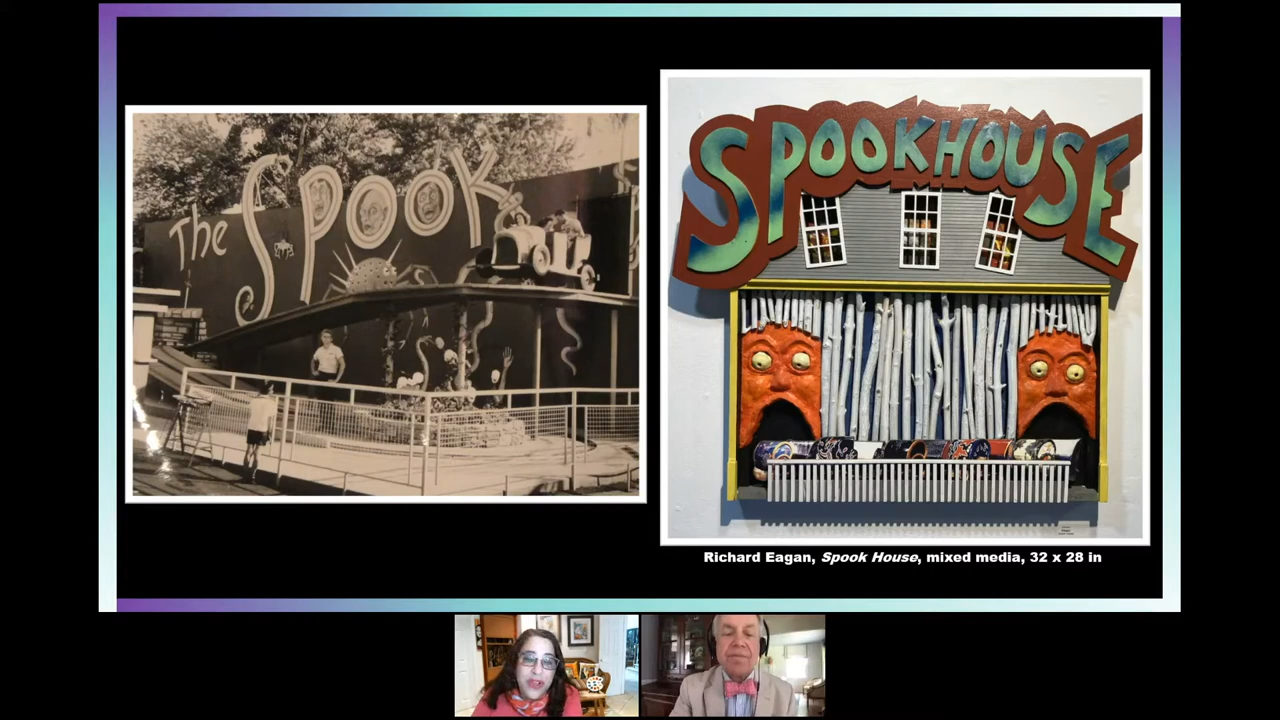 The Spook
SPOOKHOUSE
Richard Eagan, Spook House, mixed media, 32 x 28 in